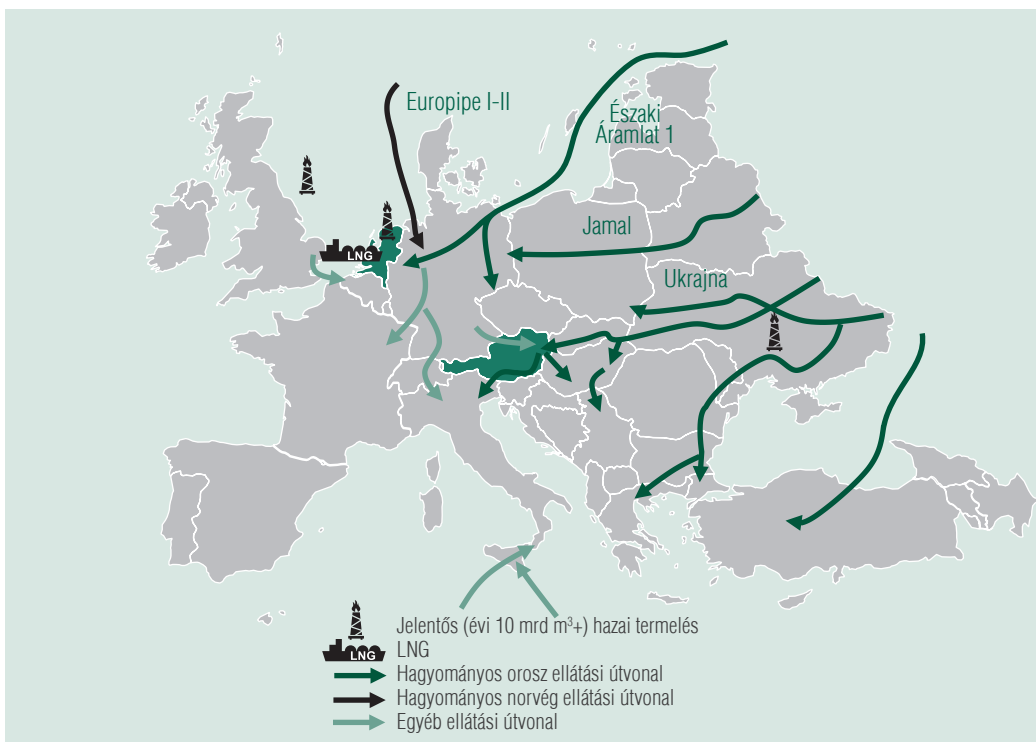 Europipe I-II
Északi
Áramlat 1
Jamal
Ukrajna
LNG
Jelentős (évi 10 mrd m³+) hazai termelés
LNG
LNG
Hagyományos orosz ellátási útvonal
Hagyományos norvég ellátási útvonal
Egyéb ellátási útvonal